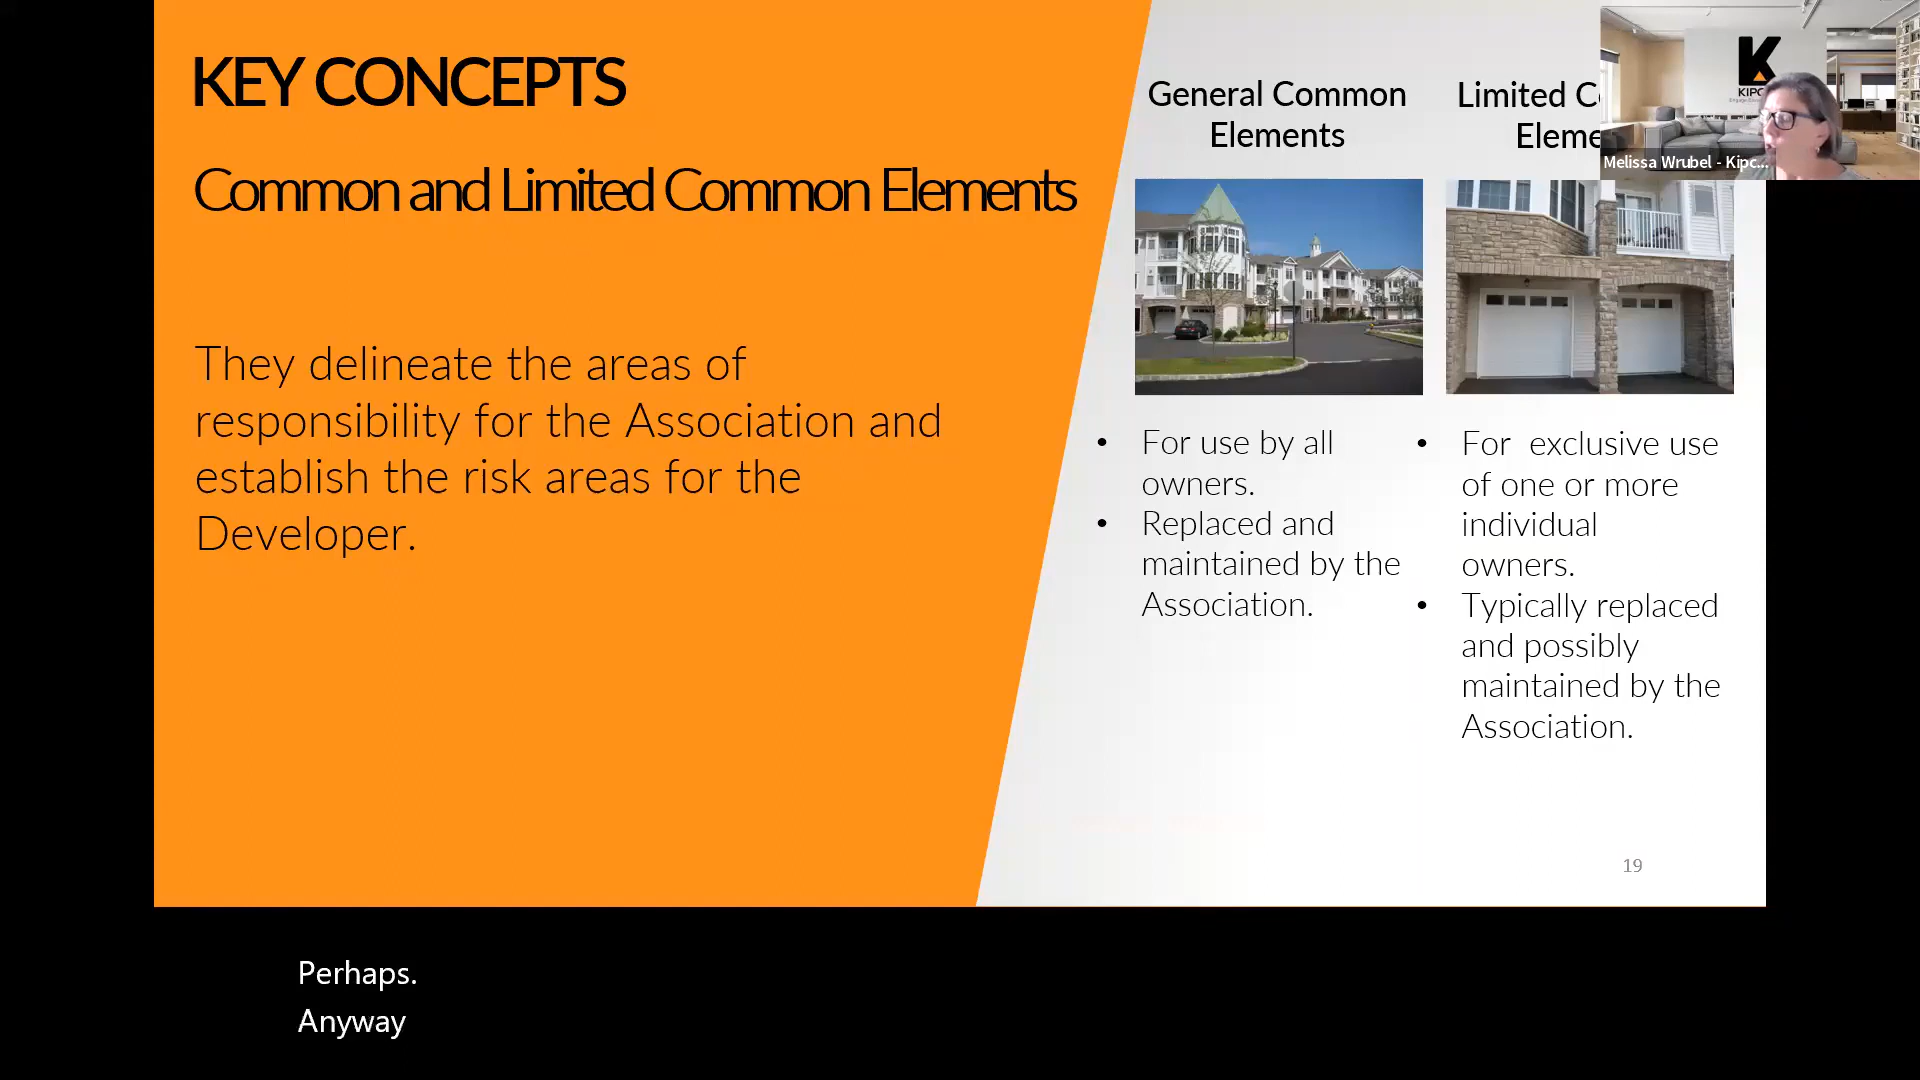 KEY CONCEPTS
Common and Limited Common Elements
They delineate the areas of
responsibility for the Association and
establish the risk areas for the
Developer.
General Common
Elements
• For use by all
owners.
• Replaced and
maintained by the
Association.
Limited
• For exclusive use
of one or more
individual
owners.
• Typically replaced
and possibly
maintained by the
Association.
19
K
Melissa Wrubel - Kipc...
Perhaps.
Anyway